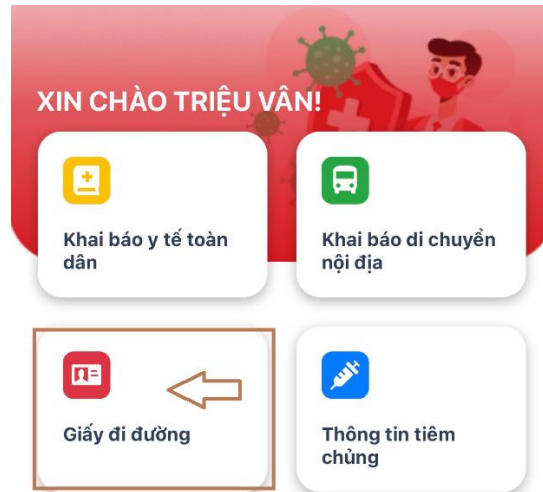 XIN CHÀO TRIỆU VÂN!
Khai báo y tế toàn
dân
Khai báo di chuyển
nội địa
Giấy đi đường
Thông tin tiêm
chủng